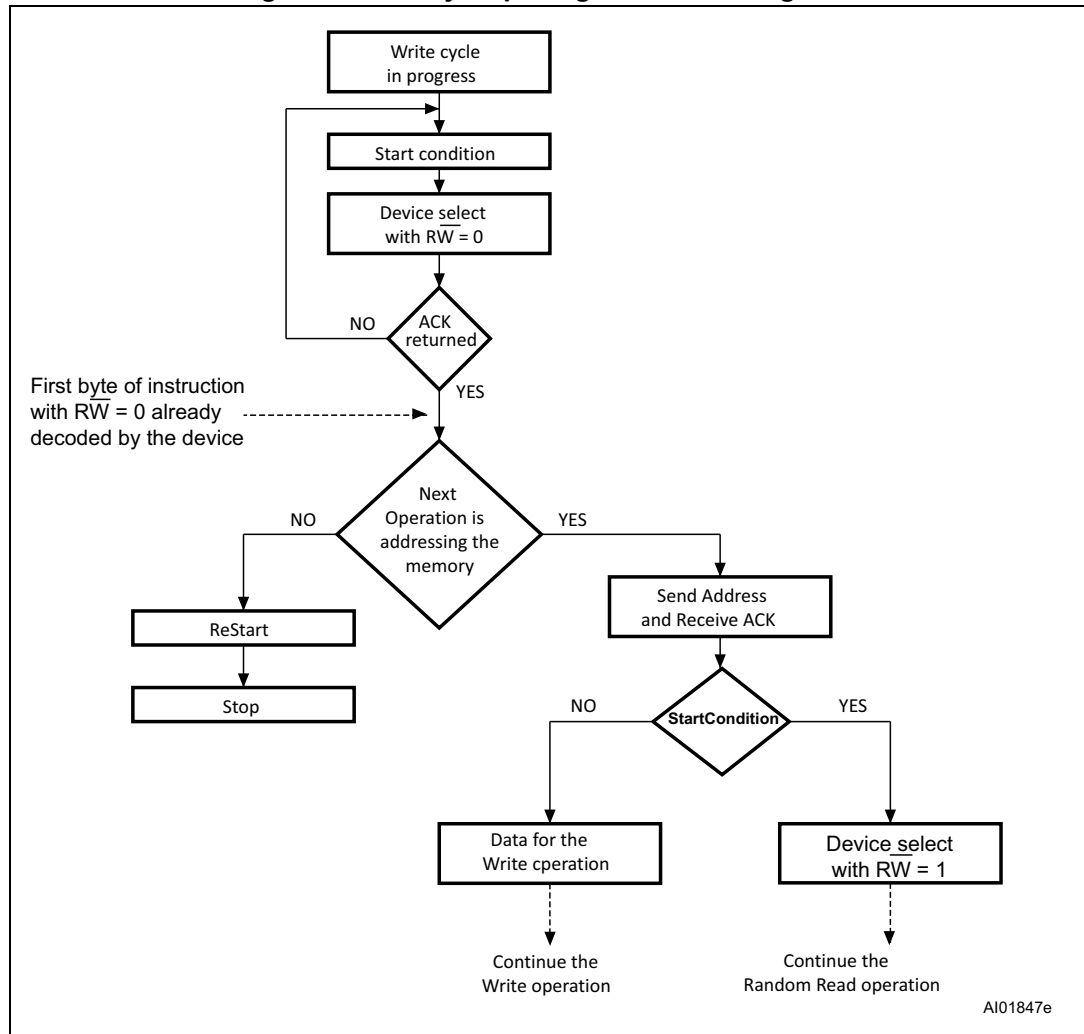 Write cycle
in progress
Start condition
Device select
with RW̅ = 0
NO
ACK
returned
YES
First byte of instruction
with RW̅ = 0 already
decoded by the device
Next
Operation is
addressing the
memory
NO
YES
Send Address
and Receive ACK
ReStart
Stop
NO
StartCondition
YES
Data for the
Write cperation
Device select
with RW̅ = 1
Continue the
Write operation
Continue the
Random Read operation
AI01847e